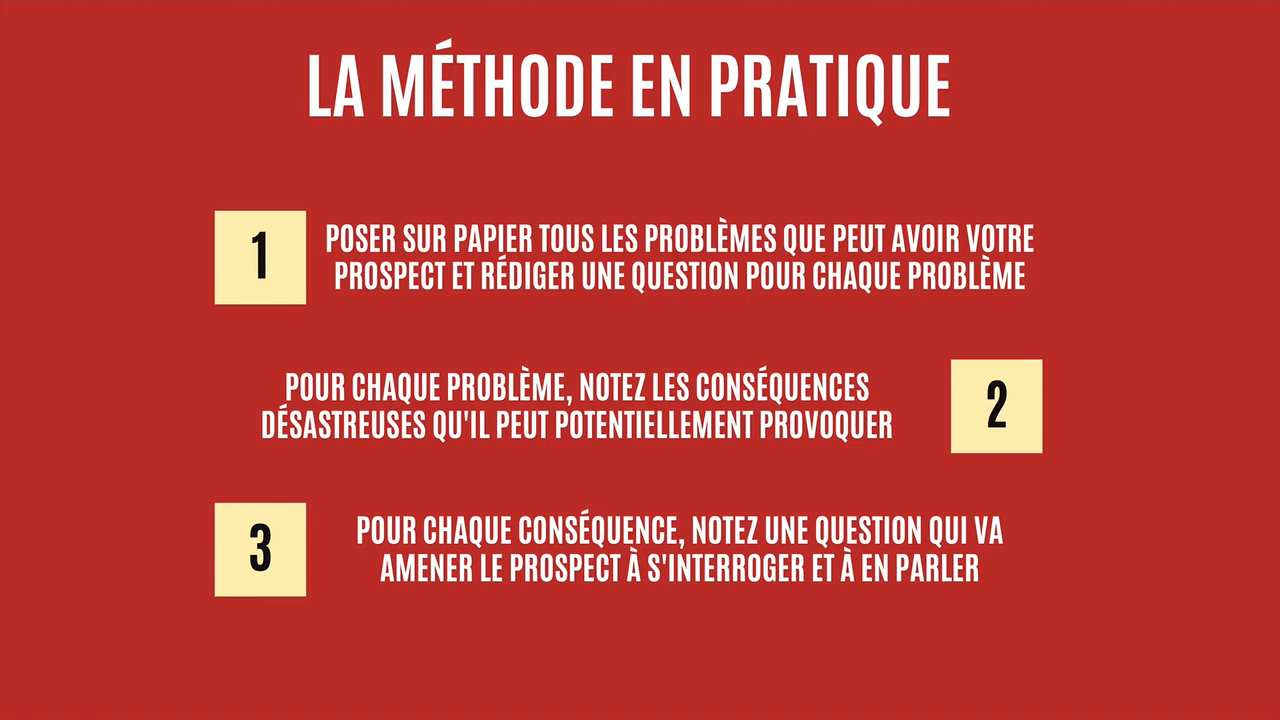 LA MÉTHODE EN PRATIQUE
1
POSER SUR PAPIER TOUS LES PROBLÈMES QUE PEUT AVOIR VOTRE
PROSPECT ET RÉDIGER UNE QUESTION POUR CHAQUE PROBLÈME
POUR CHAQUE PROBLÈME, NOTEZ LES CONSÉQUENCES
DÉSASTREUSES QU'IL PEUT POTENTIELLEMENT PROVOQUER
2
3
POUR CHAQUE CONSÉQUENCE, NOTEZ UNE QUESTION QUI VA
AMENER LE PROSPECT À S'INTERROGER ET À EN PARLER